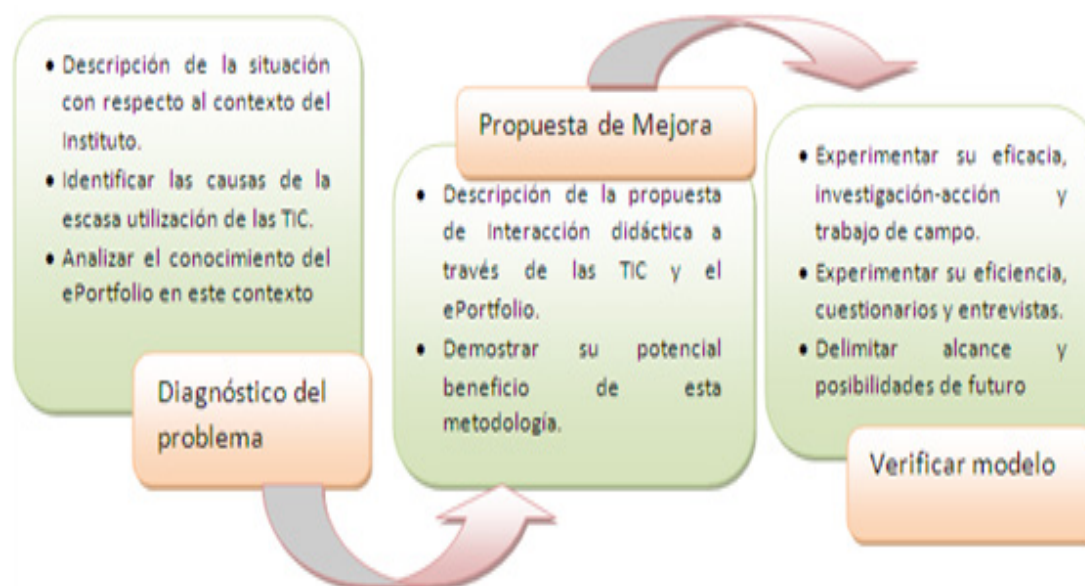 • Descripción de la situación
con respecto al contexto del
Instituto.
• Identificar las causas de la
escasa utilización de las TIC.
• Analizar el conocimiento del
ePortfolio en este contexto
Diagnóstico del
problema
Propuesta de Mejora
• Descripción de la propuesta
de Interacción didáctica a
través de las TIC y el
ePortfolio.
• Demostrar su potencial
beneficio de esta
metodología.
• Experimentar su eficacia,
investigación-acción y
trabajo de campo.
• Experimentar su eficiencia,
cuestionarios y entrevistas.
• Delimitar alcance y
posibilidades de futuro
Verificar modelo